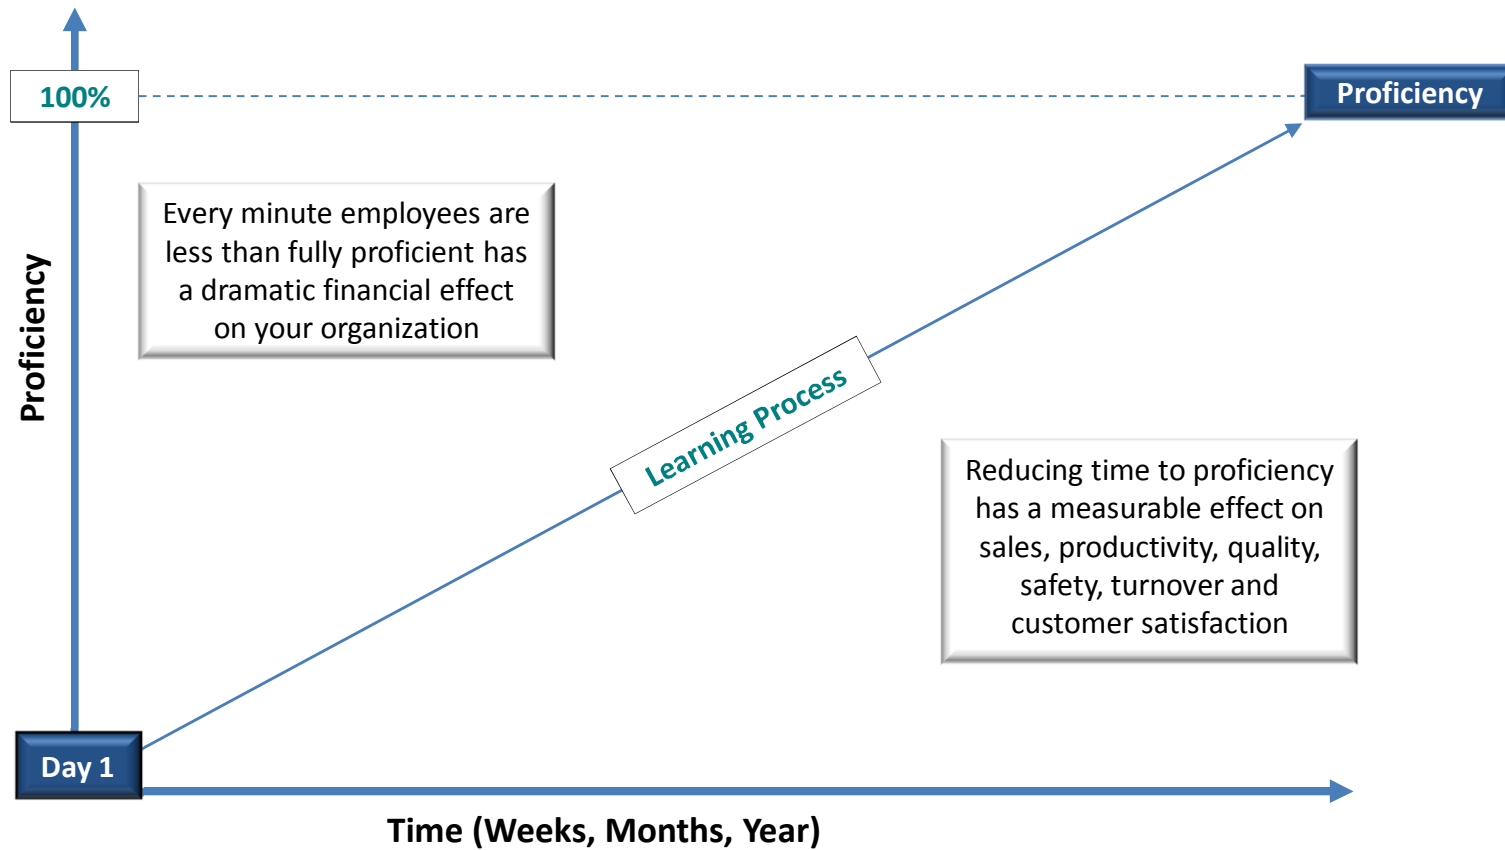 100%
Proficiency
Every minute employees are
less than fully proficient has
a dramatic financial effect
on your organization
Proficiency
Learning Process
Reducing time to proficiency
has a measurable effect on
sales, productivity, quality,
safety, turnover and
customer satisfaction
Day 1
Time (Weeks, Months, Year)